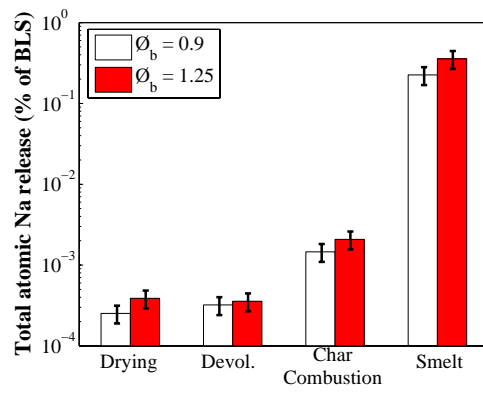 Total atomic Na release (% of BLS)
10^0
10^-1
10^-2
10^-3
10^-4
Ø_b = 0.9
Ø_b = 1.25
Drying
Devol.
Char
Combustion
Smelt